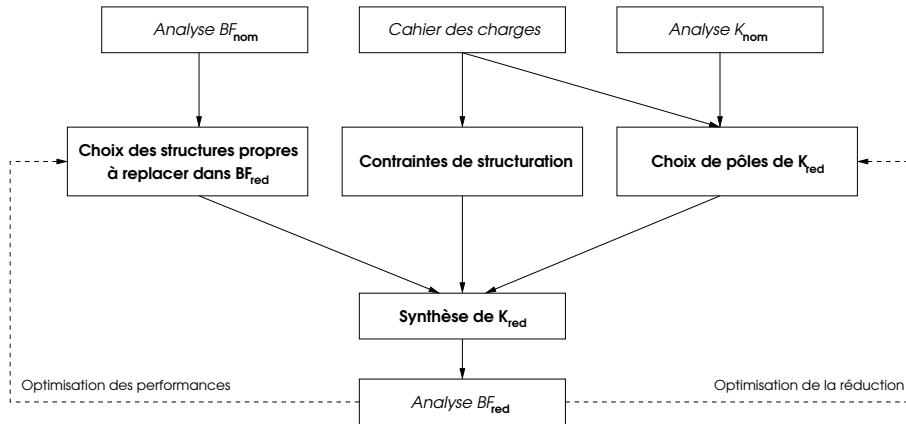 Analyse BFnom
Cahier des charges
Analyse Knom
Choix des structures propres
à replacer dans BFred
Contraintes de structuration
Choix de pôles de Kred
Synthèse de Kred
Optimisation des performances
Optimisation de la réduction
Analyse BFred